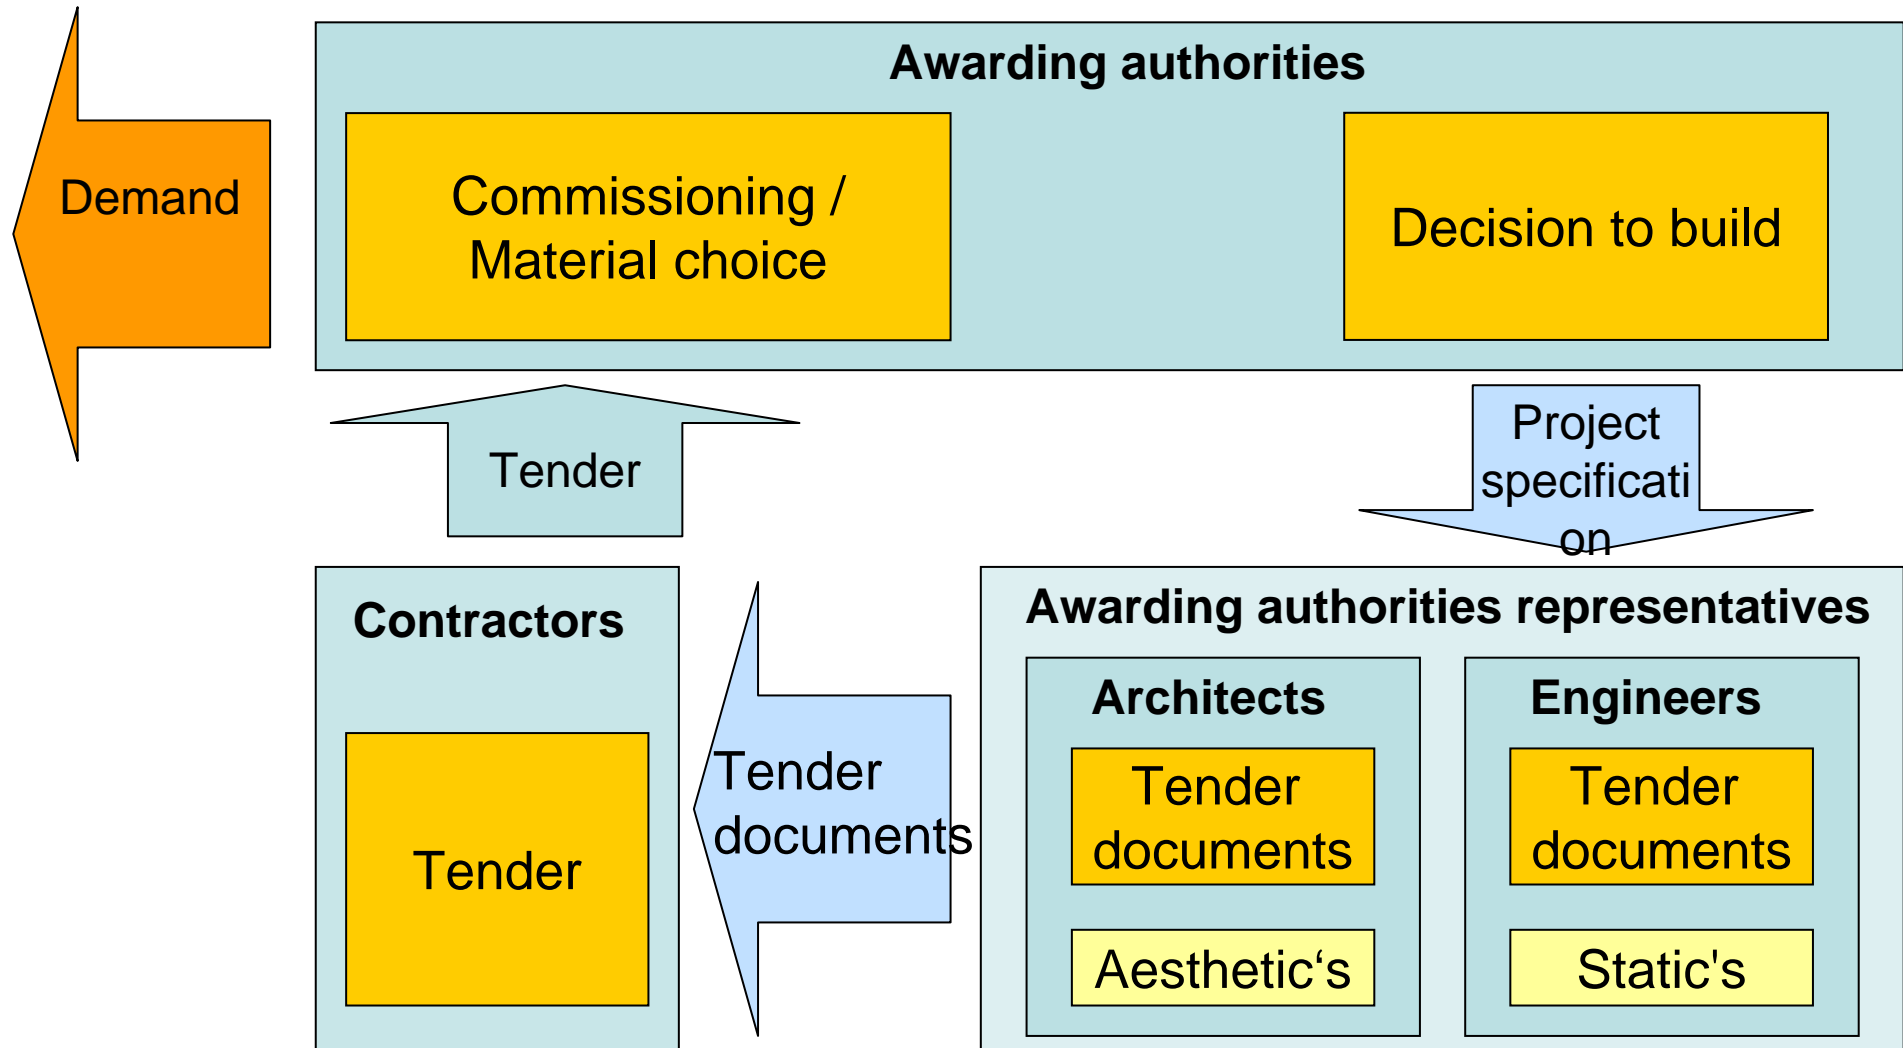 Awarding authorities
Demand
Commissioning /
Material choice
Decision to build
Tender
Project
specificati
on
Contractors
Tender
Tender
documents
Awarding authorities representatives
Architects
Tender
documents
Aesthetic‘s
Engineers
Tender
documents
Static's